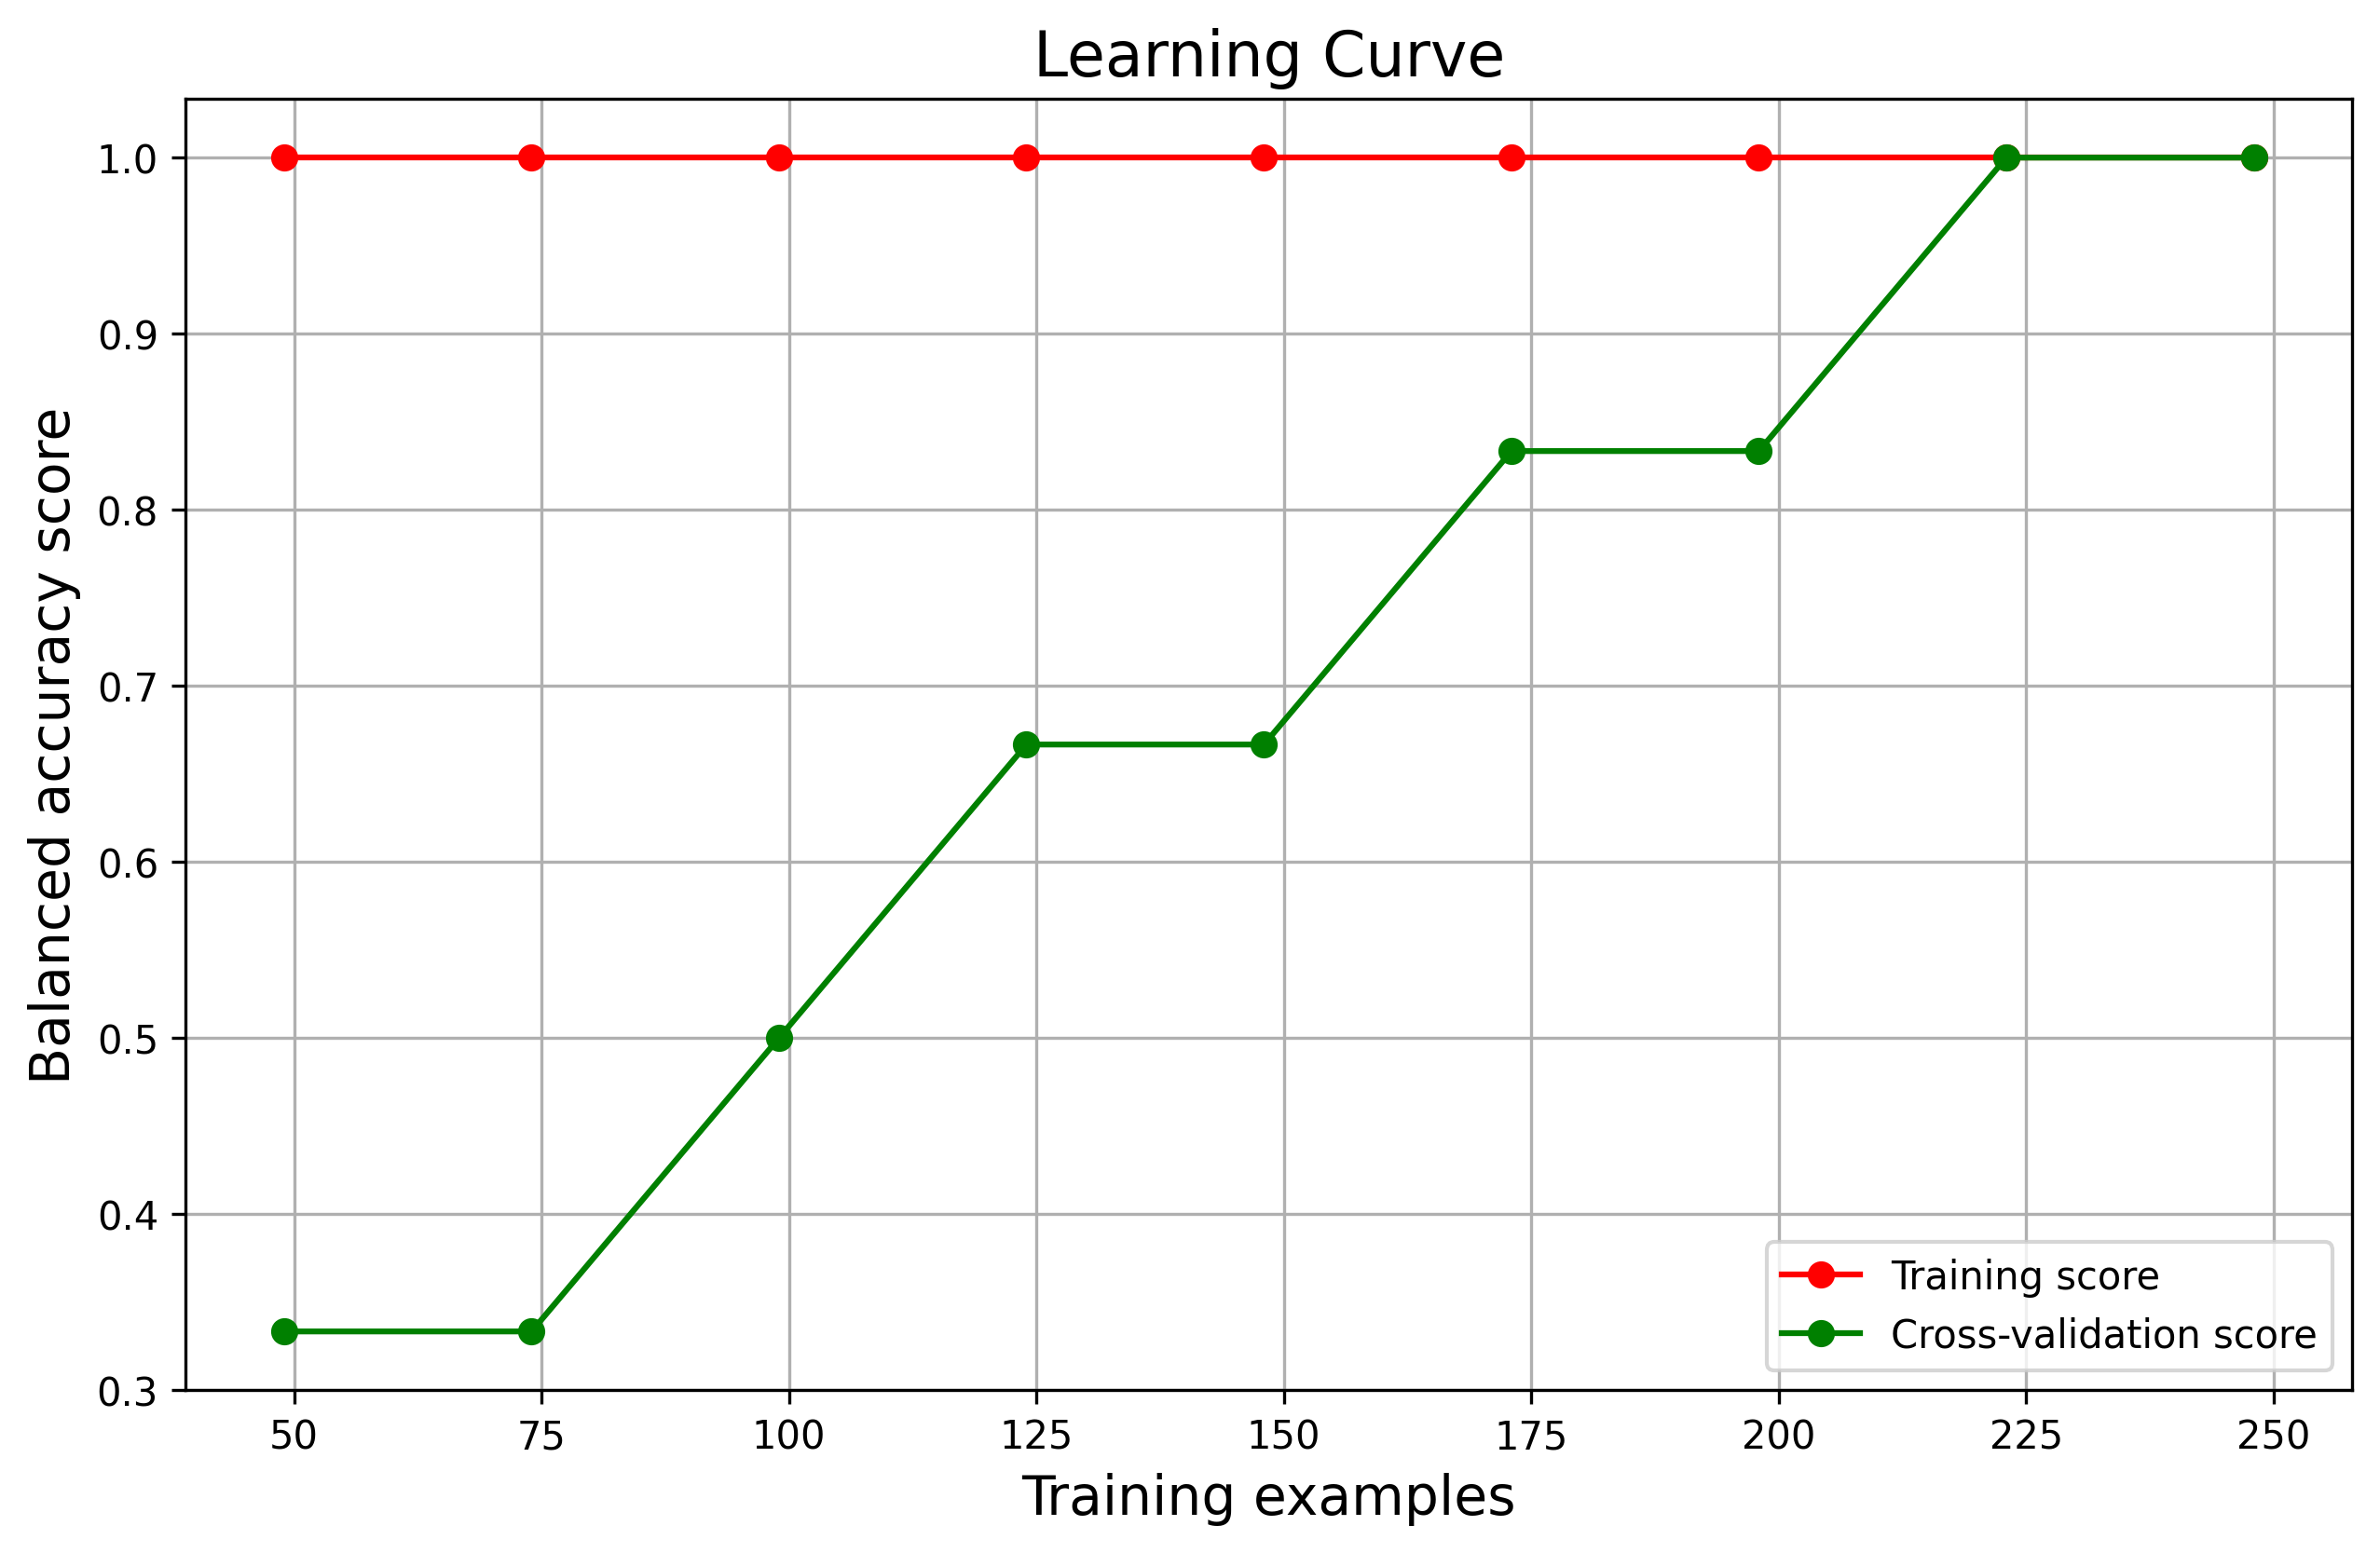 Learning Curve
1.0
0.9
0.8
0.7
0.6
0.5
0.4
0.3
Balanced accuracy score
Training score
Cross-validation score
50 75 100 125 150 175 200 225 250
Training examples